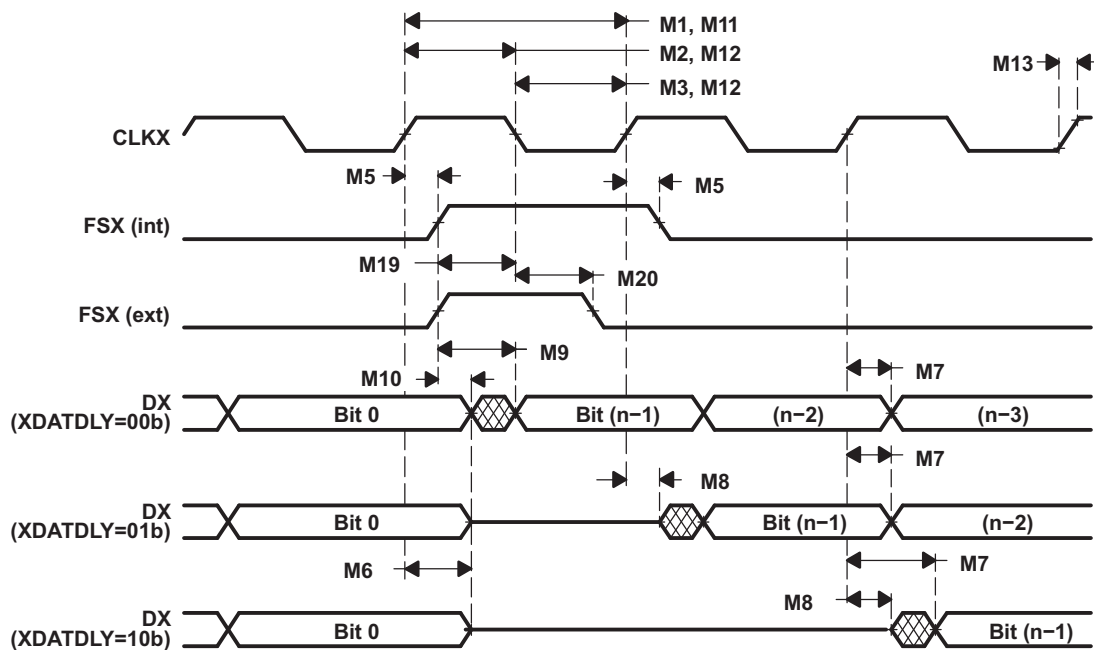 M1, M11
M2, M12
M13
M3, M12
CLKX
M5
M5
FSX (int)
M19
M20
FSX (ext)
M9
M10
M7
DX
(XDATDLY=00b)
Bit 0
Bit (n−1)
(n−2)
(n−3)
M7
M8
DX
(XDATDLY=01b)
Bit 0
Bit (n−1)
(n−2)
M6
M7
M8
DX
(XDATDLY=10b)
Bit 0
Bit (n−1)